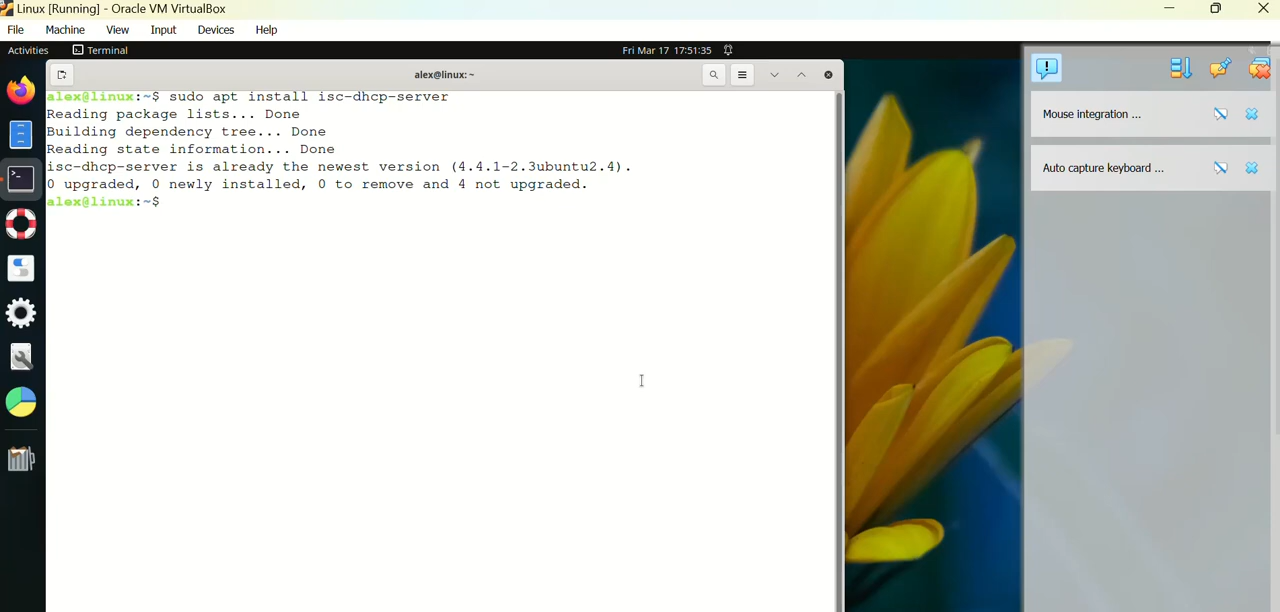 Linux [Running] - Oracle VM VirtualBox
File Machine View Input Devices Help
Activities Terminal Fri Mar 17 17:51:35
alex@linux: ~
alex@linux:~$ sudo apt install isc-dhcp-server
Reading package lists... Done
Building dependency tree... Done
Reading state information... Done
isc-dhcp-server is already the newest version (4.4.1-2.3ubuntu2.4).
0 upgraded, 0 newly installed, 0 to remove and 4 not upgraded.
alex@linux:~$
Mouse integration ...
Auto capture keyboard ...